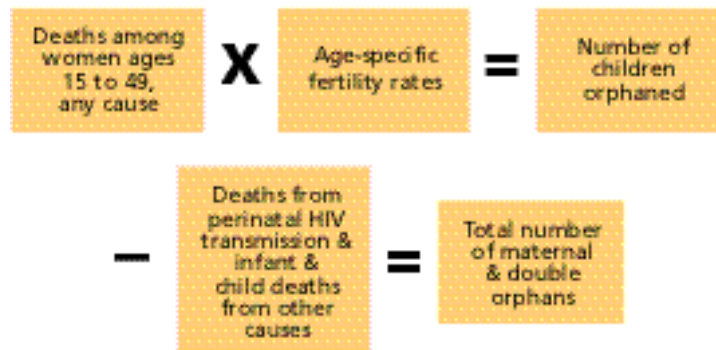 Deaths among
women ages
15 to 49,
any cause
X
Age-specific
fertility rates
=
Number of
children
orphaned
–
Deaths from
perinatal HIV
transmission &
infant &
child deaths
from other
causes
=
Total number
of maternal
& double
orphans